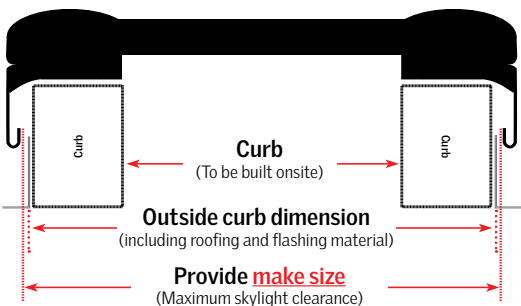 Curb
Curb
Curb
(To be built onsite)
Outside curb dimension
(including roofing and flashing material)
Provide make size
(Maximum skylight clearance)